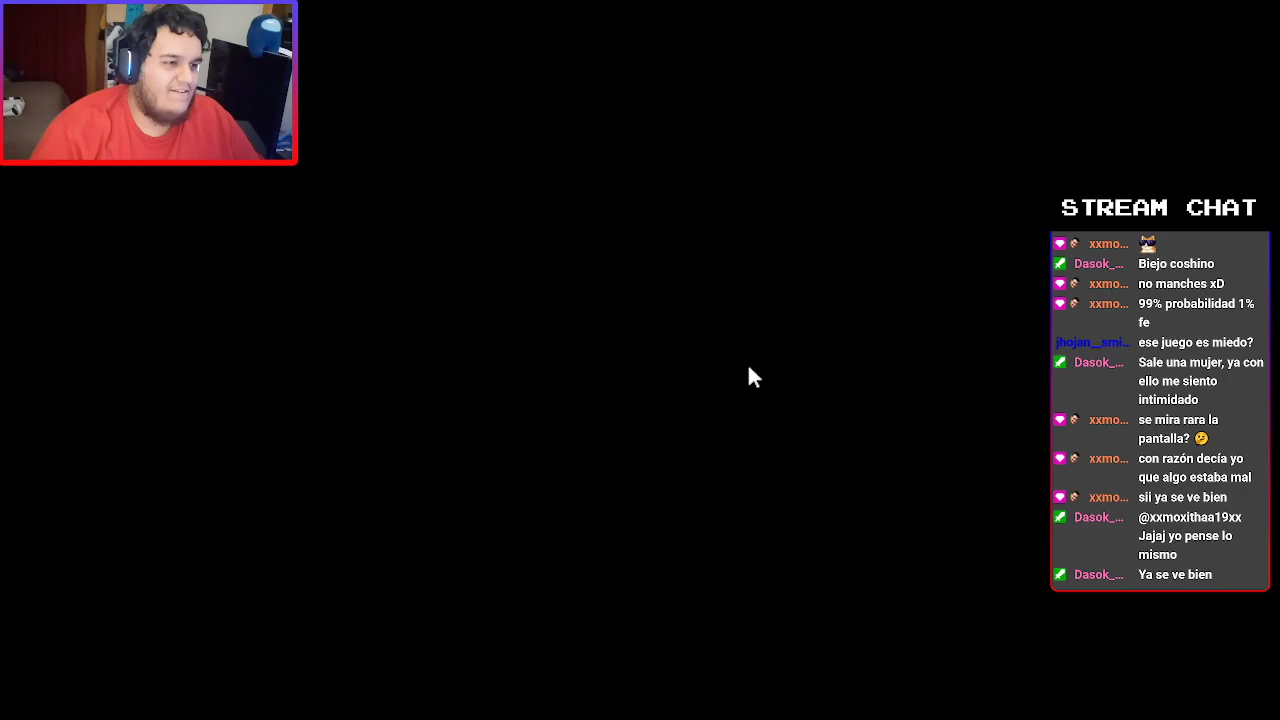 STREAM CHAT
xxmo...
Dasok_... Biejo coshino
xxmo... no manches xD
xxmo... 99% probabilidad 1%
fe
jhojan__smi... ese juego es miedo?
Dasok_... Sale una mujer, ya con
ello me siento
intimidado
xxmo... se mira rara la
pantalla? 🤔
xxmo... con razón decía yo
que algo estaba mal
xxmo... sii ya se ve bien
Dasok_... @xxmoxithaa19xx
Jajaj yo pense lo
mismo
Dasok_... Ya se ve bien